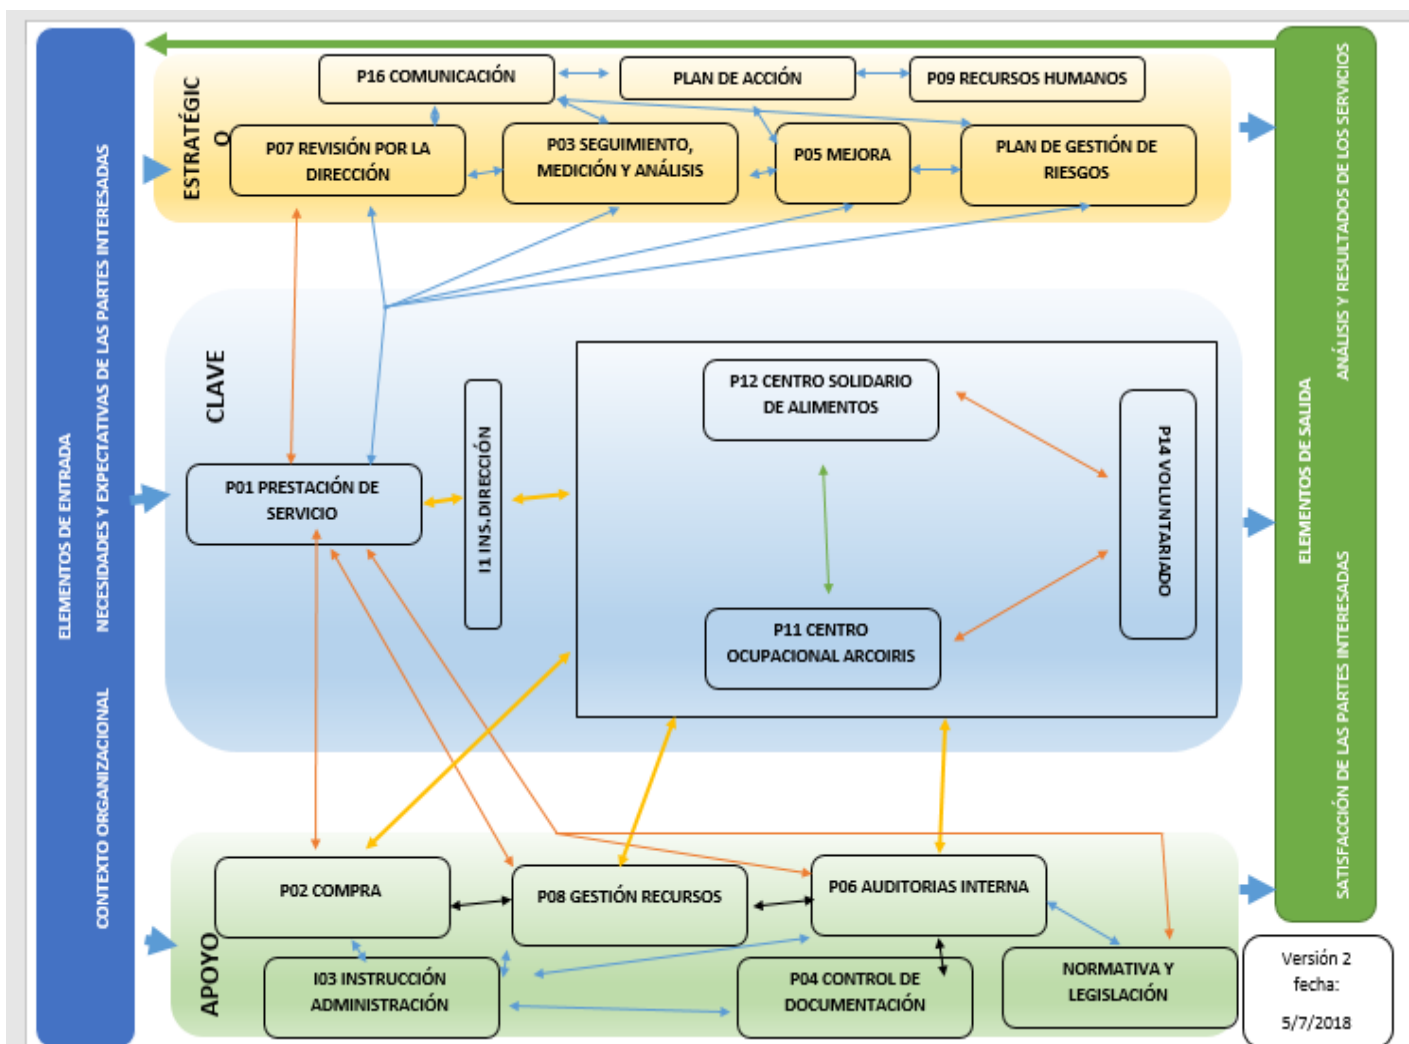 ELEMENTOS DE ENTRADA
CONTEXTO ORGANIZACIONAL
NECESIDADES Y EXPECTATIVAS DE LAS PARTES INTERESADAS
ESTRATÉGIC
O
P16 COMUNICACIÓN
PLAN DE ACCIÓN
P09 RECURSOS HUMANOS
P07 REVISIÓN POR LA
DIRECCIÓN
P03 SEGUIMIENTO,
MEDICIÓN Y ANÁLISIS
P05 MEJORA
PLAN DE GESTIÓN DE
RIESGOS
CLAVE
P01 PRESTACIÓN DE
SERVICIO
I1 INS.DIRECCIÓN
P12 CENTRO SOLIDARIO
DE ALIMENTOS
P11 CENTRO
OCUPACIONAL ARCOIRIS
P14 VOLUNTARIADO
APOYO
P02 COMPRA
P08 GESTIÓN RECURSOS
P06 AUDITORIAS INTERNA
I03 INSTRUCCIÓN
ADMINISTRACIÓN
P04 CONTROL DE
DOCUMENTACIÓN
NORMATIVA Y
LEGISLACIÓN
ELEMENTOS DE SALIDA
SATISFACCIÓN DE LAS PARTES INTERESADAS
ANÁLISIS Y RESULTADOS DE LOS SERVICIOS
Versión 2
fecha:
5/7/2018